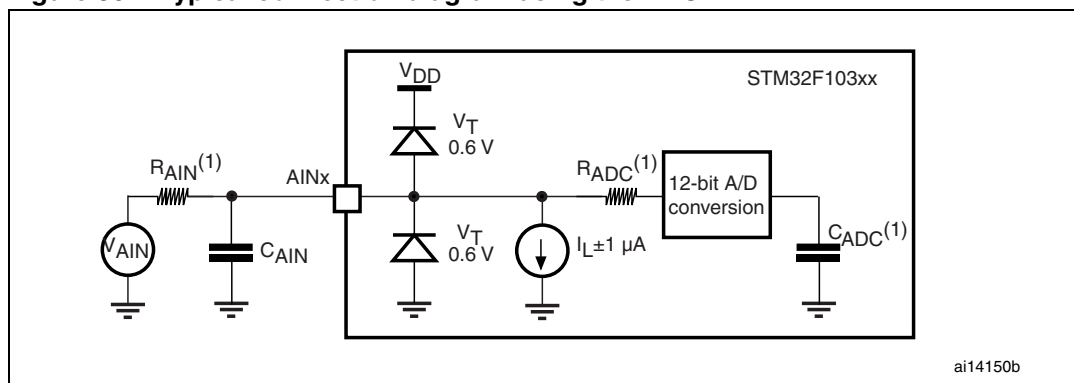 VDD
STM32F103xx
VT
0.6 V
RAIN(1)
AINx
RADC(1)
12-bit A/D
conversion
VAIN
CAIN
VT
0.6 V
IL±1 µA
CADC(1)
ai14150b